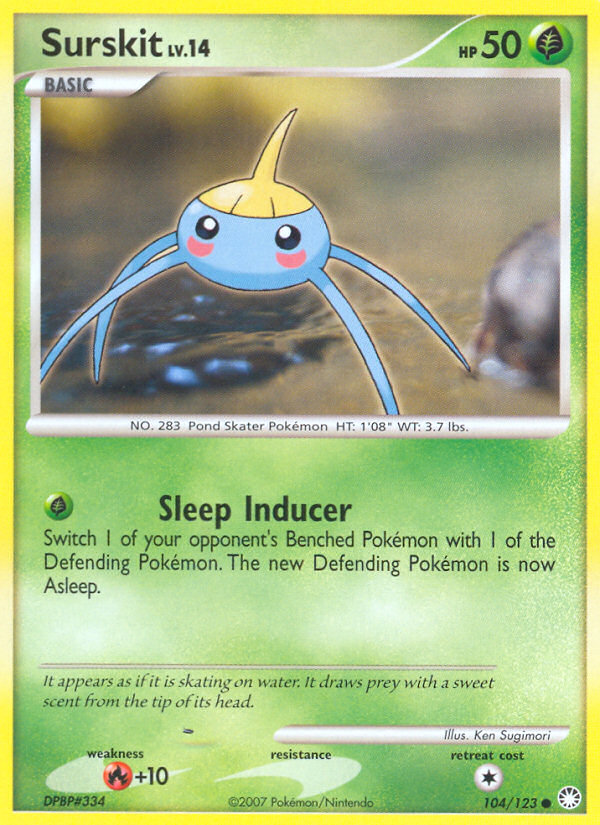 Surskit LV.14
HP 50
BASIC
NO. 283 Pond Skater Pokémon HT: 1'08" WT: 3.7 lbs.
Sleep Inducer
Switch 1 of your opponent's Benched Pokémon with 1 of the
Defending Pokémon. The new Defending Pokémon is now
Asleep.
It appears as if it is skating on water. It draws prey with a sweet
scent from the tip of its head.
Illus. Ken Sugimori
weakness
resistance
retreat cost
+10
DPBP#334
©2007 Pokémon/Nintendo
104/123